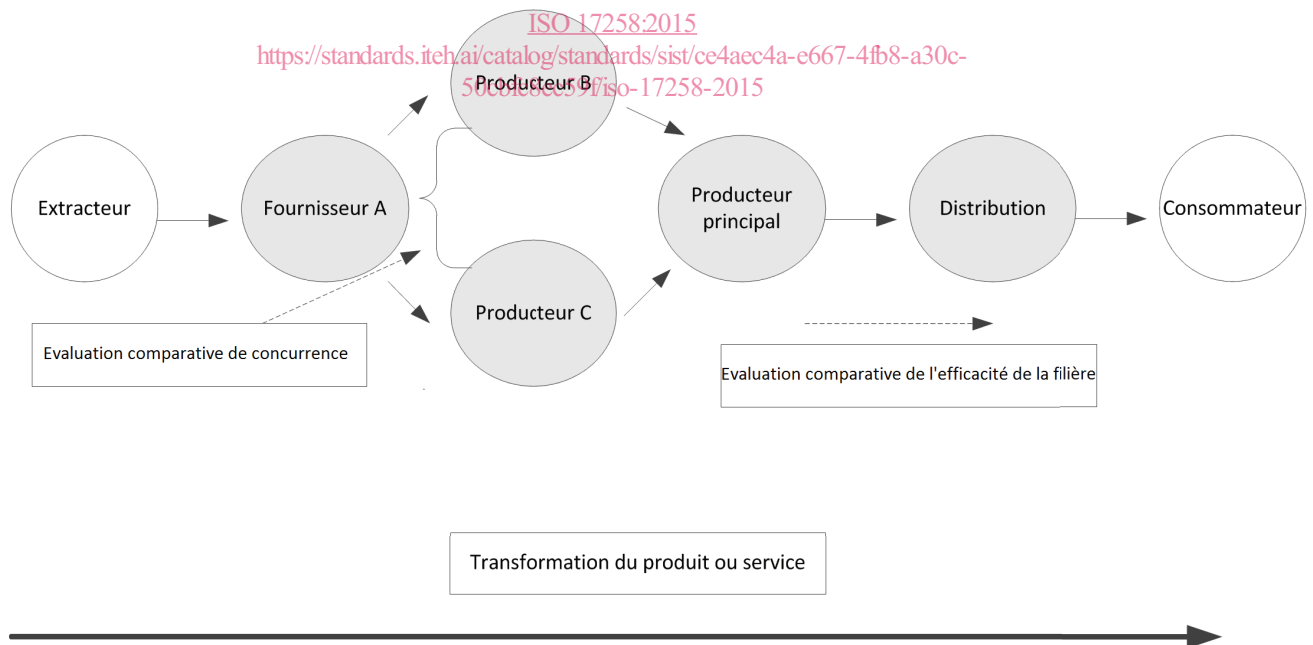 ISO 17258:2015
https://standards.iteh.ai/catalog/standards/sist/ce4aec4a-e667-4fb8-a30c-
Producteur B
Extracteur
Fournisseur A
Producteur
principal
Distribution
Consommateur
Producteur C
Evaluation comparative de concurrence
Evaluation comparative de l'efficacité de la filière
Transformation du produit ou service